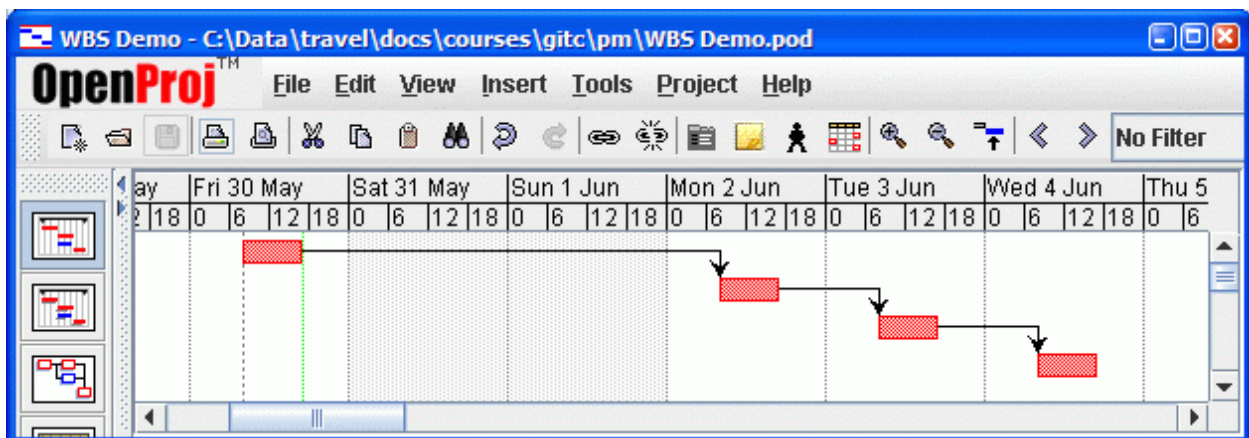 WBS Demo - C:\Data\travel\docs\courses\gitc\pm\WBS Demo.pod
OpenProj™ File Edit View Insert Tools Project Help
No Filter
ay Fri 30 May Sat 31 May Sun 1 Jun Mon 2 Jun Tue 3 Jun Wed 4 Jun Thu 5
18 0 6 12 18 0 6 12 18 0 6 12 18 0 6 12 18 0 6 12 18 0 6 12 18 0 6